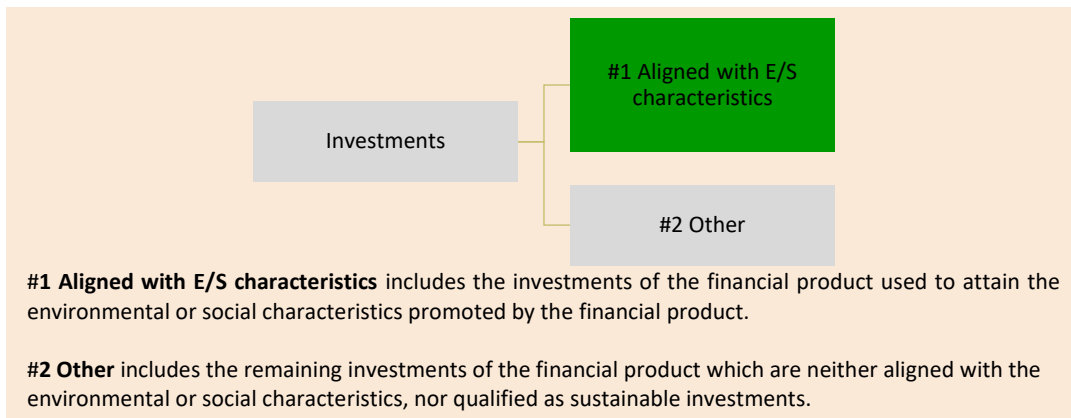 #1 Aligned with E/S
characteristics
Investments
#2 Other
#1 Aligned with E/S characteristics includes the investments of the financial product used to attain the
environmental or social characteristics promoted by the financial product.
#2 Other includes the remaining investments of the financial product which are neither aligned with the
environmental or social characteristics, nor qualified as sustainable investments.